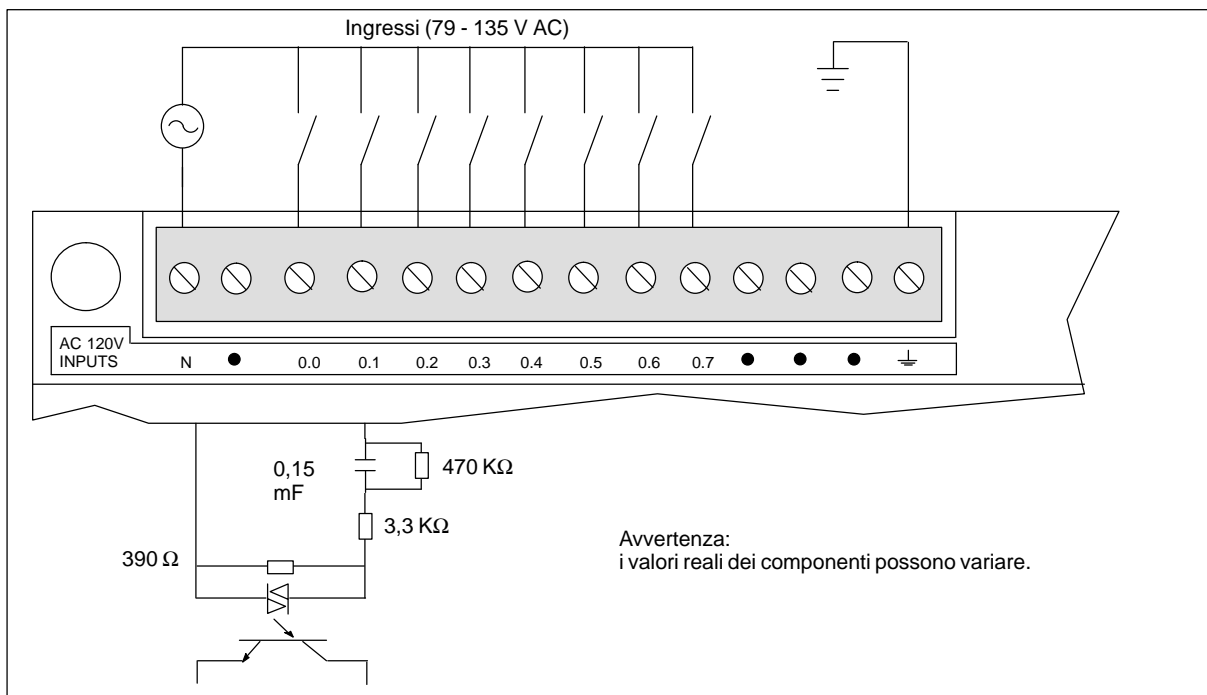 Ingressi (79 - 135 V AC)
AC 120V
INPUTS
N ● 0.0 0.1 0.2 0.3 0.4 0.5 0.6 0.7 ● ● ●
0,15
mF
470 KΩ
3,3 KΩ
390 Ω
Avvertenza:
i valori reali dei componenti possono variare.